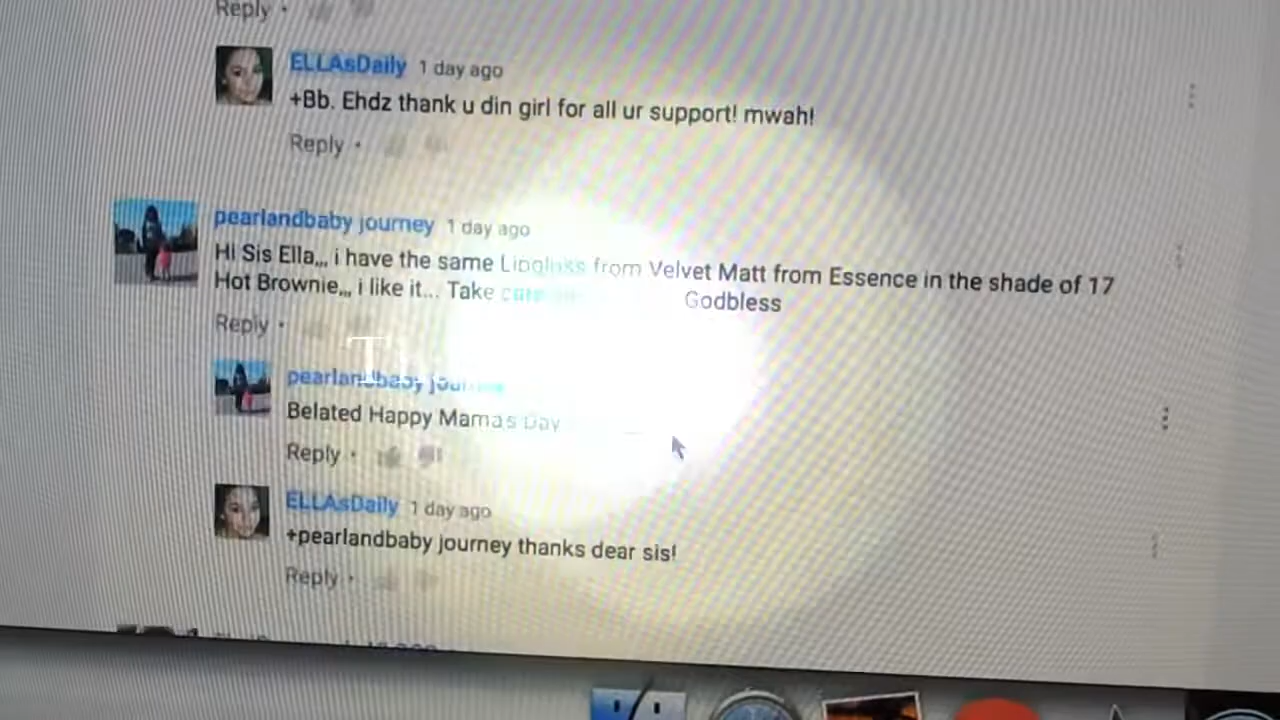 Reply •
ELLAsDaily 1 day ago
+Bb. Ehdz thank u din girl for all ur support! mwah!
Reply •
pearlandbaby journey 1 day ago
Hi Sis Ella,,, i have the same Lipgloss from Velvet Matt from Essence in the shade of 17
Hot Brownie,,, i like it... Take care Godbless
Reply •
pearlandbaby
Belated Happy Mamas Day
Reply •
ELLAsDaily 1 day ago
+pearlandbaby journey thanks dear sis!
Reply •